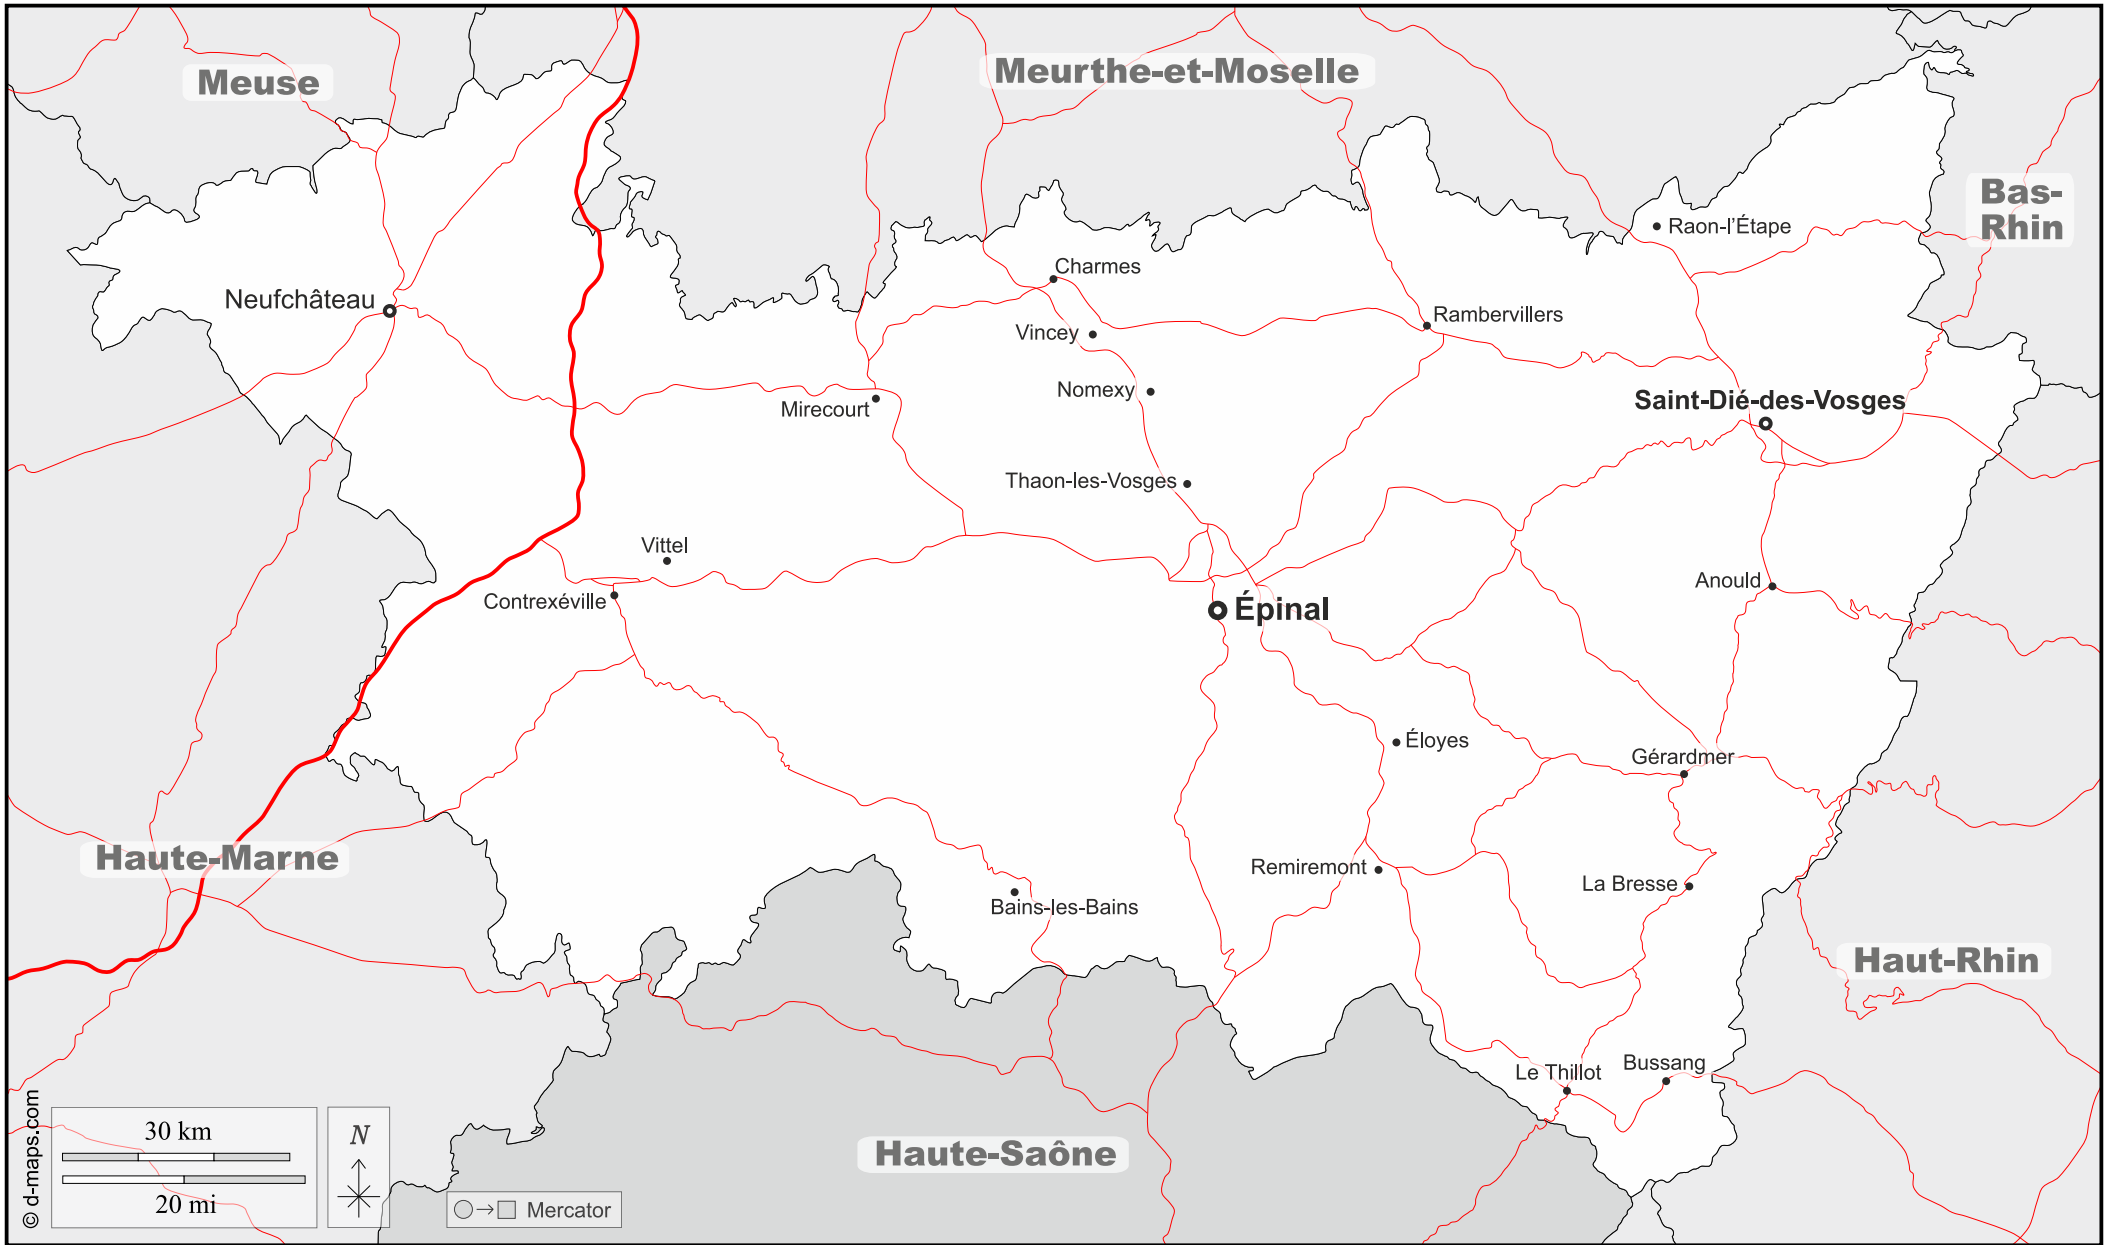 Meuse
Meurthe-et-Moselle
Bas-
Rhin
Raon-l'Étape
Charmes
Neufchâteau
Rambervillers
Vincey
Nomexy
Mirecourt
Saint-Dié-des-Vosges
Thaon-les-Vosges
Vittel
Anould
Contrexéville
Épinal
Éloyes
Gérardmer
Haute-Marne
Remiremont
La Bresse
Bains-les-Bains
Haut-Rhin
Bussang
Le Thillot
Haute-Saône
© d-maps.com
30 km
20 mi
N
Mercator